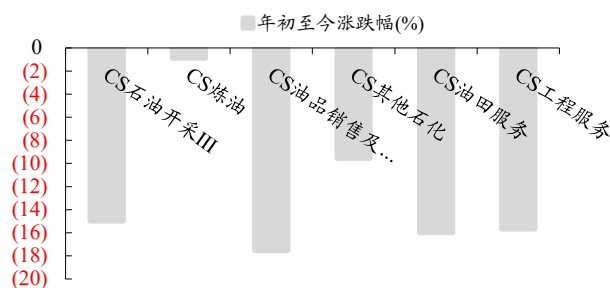 年初至今涨跌幅(%)
0
(2)
(4)
(6)
(8)
(10)
(12)
(14)
(16)
(18)
(20)
CS石油开采III
CS炼油
CS油品销售及...
CS其他石化
CS油田服务
CS工程服务